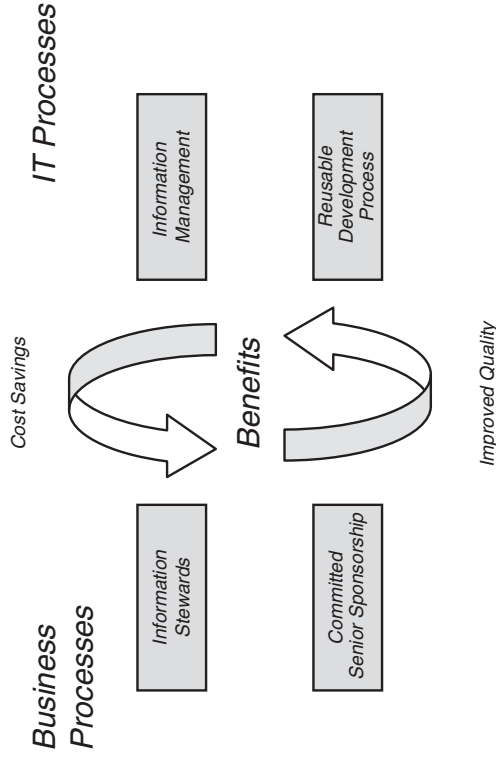 Business
Processes
Cost Savings
IT Processes
Information
Stewards
Information
Management
Benefits
Committed
Senior Sponsorship
Reusable
Development
Process
Improved Quality